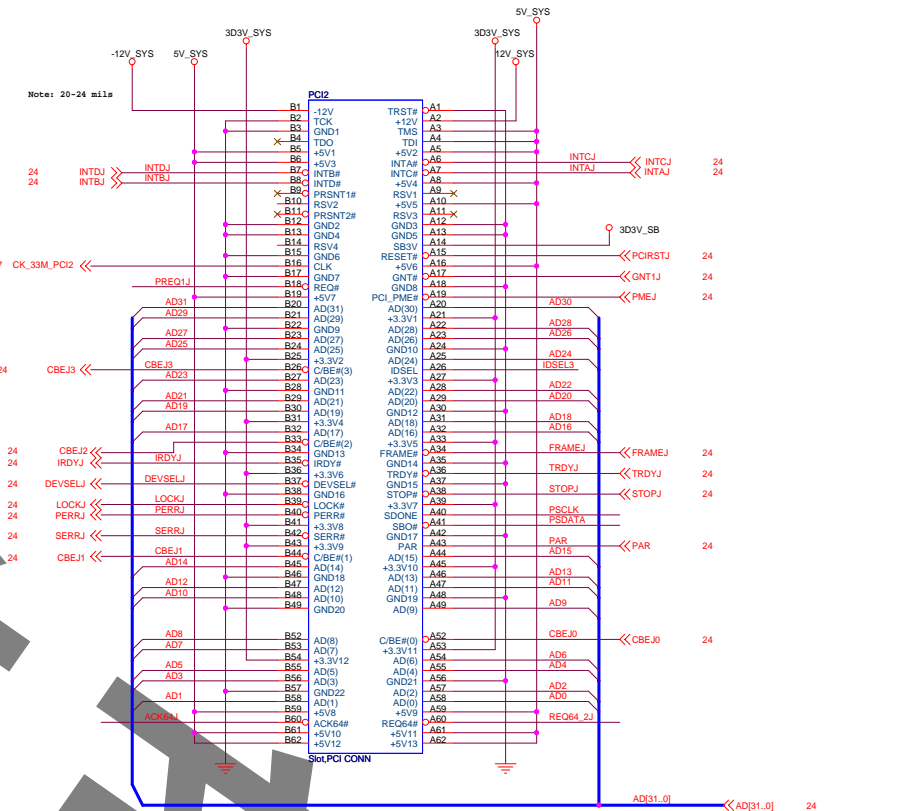 5V_SYS
3D3V_SYS 3D3V_SYS
-12V_SYS 5V_SYS 12V_SYS
Note: 20-24 mils
PCI2
B1 -12V TRST# A1
B2 TCK +12V A2
B3 GND1 TMS A3
B4 TDO TDI A4
B5 +5V1 +5V2 A5
B6 +5V3 INTA# A6 INTCJ INTCJ 24
24 INTDJ INTDJ B7 INTB# INTC# A7 INTAJ INTAJ 24
24 INTBJ INTBJ B8 INTD# +5V4 A8
B9 PRSNT1# RSV1 A9
B10 RSV2 +5V5 A10
B11 PRSNT2# RSV3 A11
B12 GND2 GND3 A12
B13 GND4 GND5 A13
3D3V_SB
B14 RSV4 SB3V A14
B15 GND6 RESET# A15 PCIRSTJ 24
CK_33M_PCI2 B16 CLK +5V6 A16
B17 GND7 GNT# A17 GNT1J 24
PREQ1J B18 REQ# GND8 A18
B19 +5V7 PCI_PME# A19 PMEJ 24
AD31 B20 AD(31) AD(30) A20 AD30
AD29 B21 AD(29) +3.3V1 A21
B22 GND9 AD(28) A22 AD28
AD27 B23 AD(27) AD(26) A23 AD26
AD25 B24 AD(25) GND10 A24
B25 +3.3V2 AD(24) A25 AD24
24 CBEJ3 CBEJ3 B26 C/BE#(3) IDSEL A26 IDSEL3
AD23 B27 AD(23) +3.3V3 A27
B28 GND11 AD(22) A28 AD22
AD21 B29 AD(21) AD(20) A29 AD20
AD19 B30 AD(19) GND12 A30
B31 +3.3V4 AD(18) A31 AD18
AD17 B32 AD(17) AD(16) A32 AD16
B33 C/BE#(2) +3.3V5 A33
24 CBEJ2 B34 GND13 FRAME# A34 FRAMEJ FRAMEJ 24
24 IRDYJ IRDYJ B35 IRDY# GND14 A35
B36 +3.3V6 TRDY# A36 TRDYJ TRDYJ 24
24 DEVSELJ DEVSELJ B37 DEVSEL# GND15 A37
B38 GND16 STOP# A38 STOPJ STOPJ 24
24 LOCKJ LOCKJ B39 LOCK# +3.3V7 A39
24 PERRJ PERRJ B40 PERR# SDONE A40 PSCLK
B41 +3.3V8 SBO# A41 PSDATA
24 SERRJ SERRJ B42 SERR# GND17 A42
B43 +3.3V9 PAR A43 PAR PAR 24
24 CBEJ1 CBEJ1 B44 C/BE#(1) AD(15) A44 AD15
AD14 B45 AD(14) +3.3V10 A45
B46 GND18 AD(13) A46 AD13
AD12 B47 AD(12) AD(11) A47 AD11
AD10 B48 AD(10) GND19 A48
B49 GND20 AD(9) A49 AD9
AD8 B52 AD(8) C/BE#(0) A52 CBEJ0 CBEJ0 24
AD7 B53 AD(7) +3.3V11 A53
B54 +3.3V12 AD(6) A54 AD6
AD5 B55 AD(5) AD(4) A55 AD4
AD3 B56 AD(3) GND21 A56
B57 GND22 AD(2) A57 AD2
AD1 B58 AD(1) AD(0) A58 AD0
B59 +5V8 +5V9 A59
ACK64J B60 ACK64# REQ64# A60 REQ64_2J
B61 +5V10 +5V11 A61
B62 +5V12 +5V13 A62
Slot,PCI CONN
AD[31..0] AD[31..0] 24